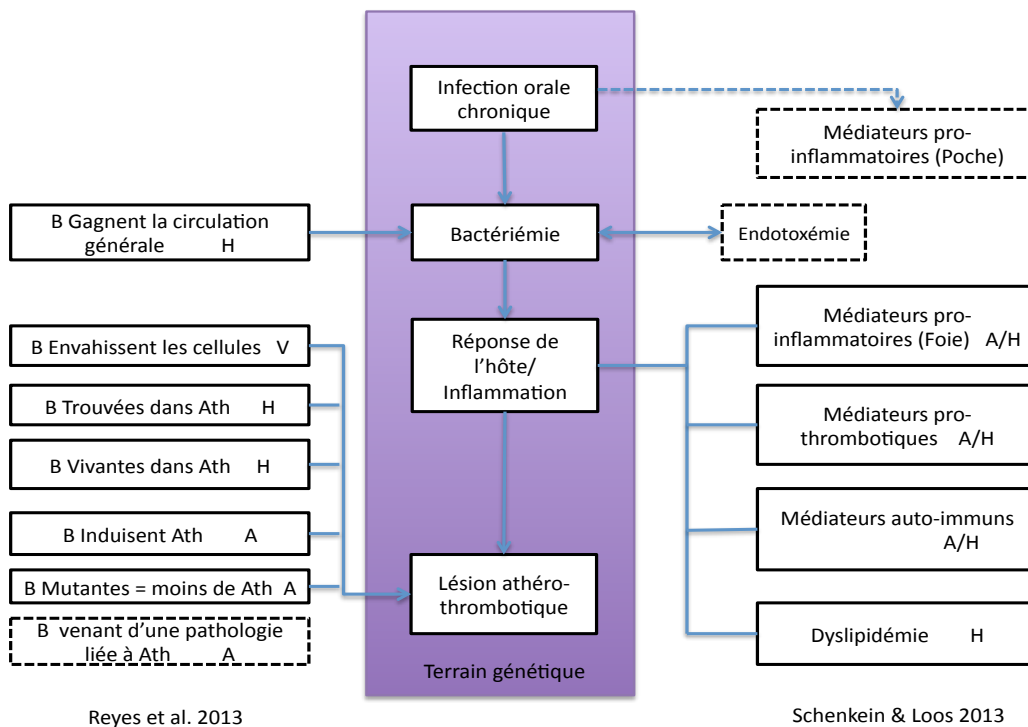 Infection orale
chronique
Médiateurs pro-
inflammatoires (Poche)
B Gagnent la circulation
générale H
Bactériémie
Endotoxémie
B Envahissent les cellules V
B Trouvées dans Ath H
B Vivantes dans Ath H
B Induisent Ath A
B Mutantes = moins de Ath A
B venant d'une pathologie
liée à Ath A
Réponse de
l'hôte/
Inflammation
Lésion athéro-
thrombotique
Terrain génétique
Médiateurs pro-
inflammatoires (Foie) A/H
Médiateurs pro-
thrombotiques A/H
Médiateurs auto-immuns
A/H
Dyslipidémie H
Reyes et al. 2013
Schenkein & Loos 2013